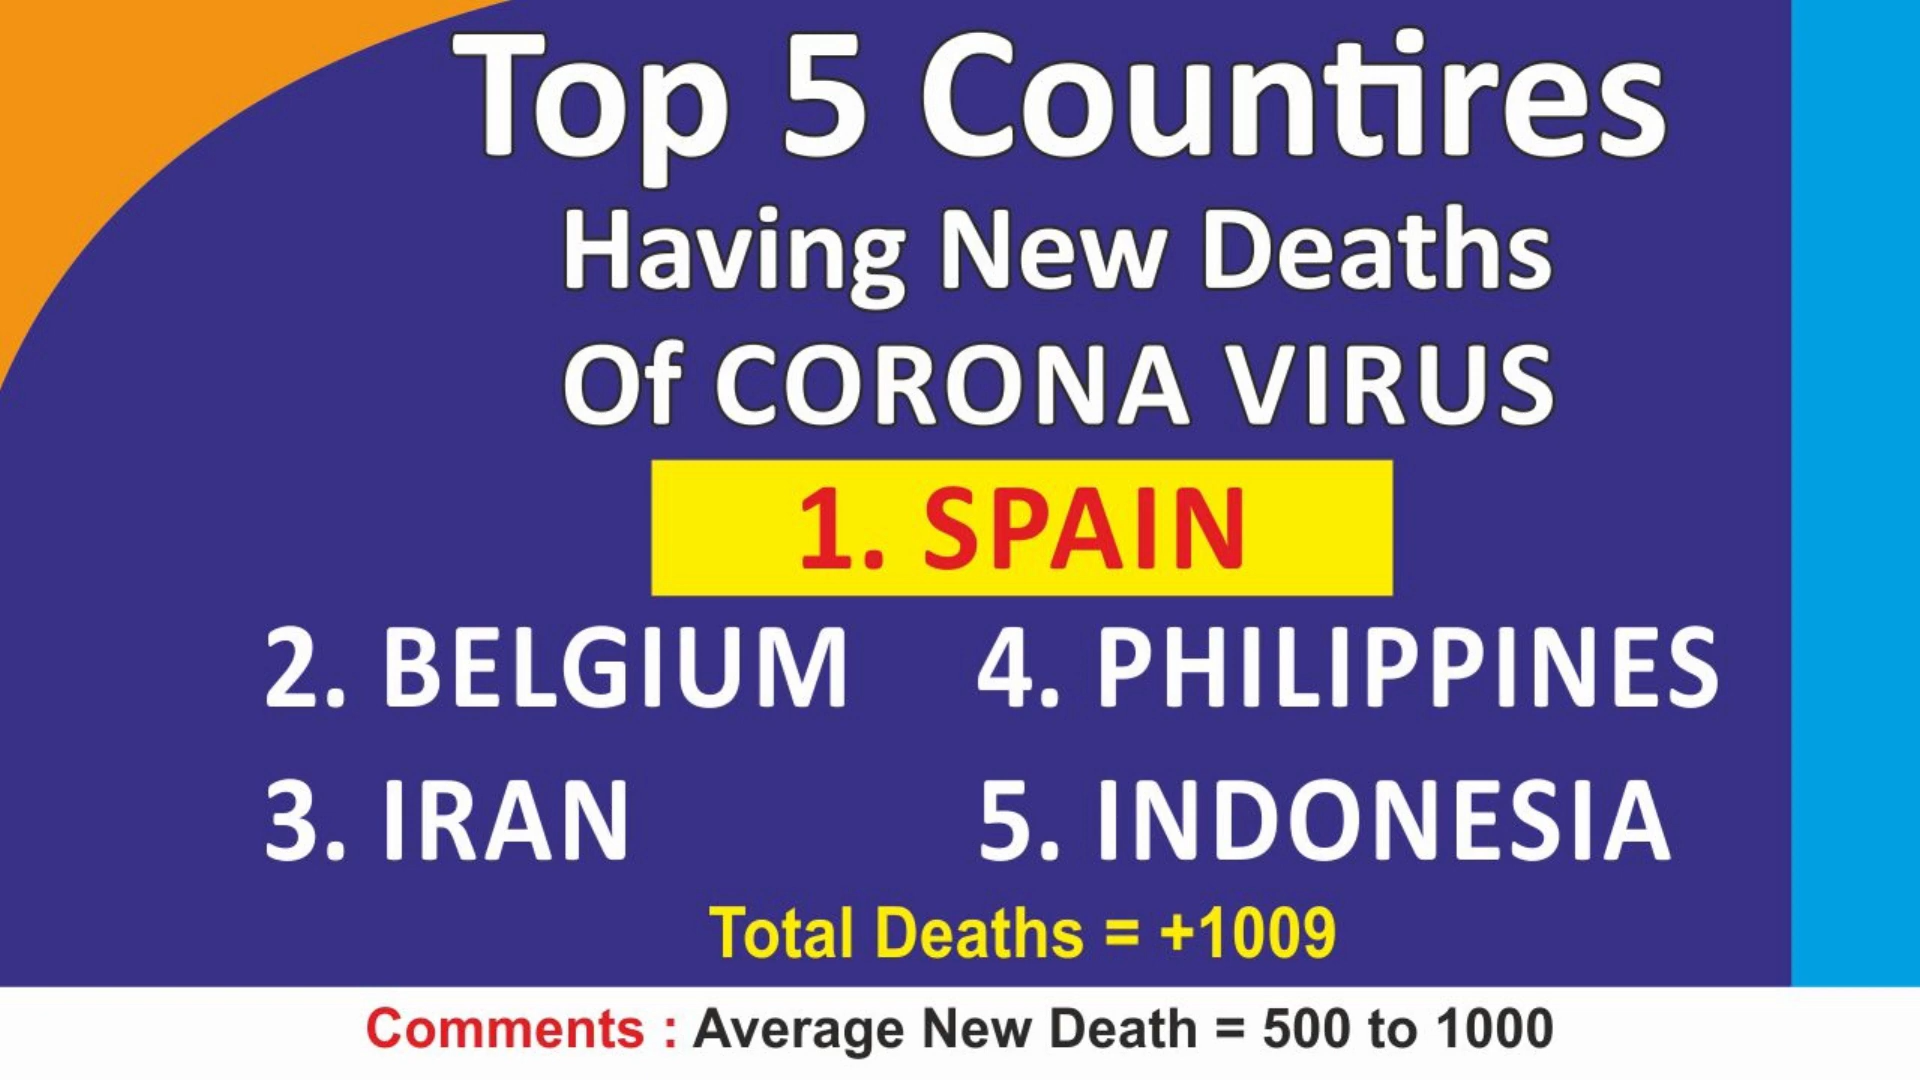 Top 5 Countires
Having New Deaths
Of CORONA VIRUS
1. SPAIN
2. BELGIUM
3. IRAN
4. PHILIPPINES
5. INDONESIA
Total Deaths = +1009
Comments : Average New Death = 500 to 1000